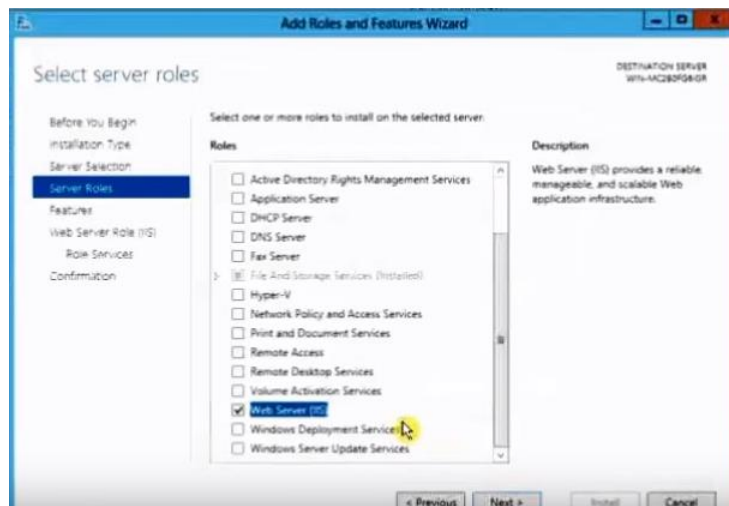 Add Roles and Features Wizard
Select server roles
DESTINATION SERVER
Before You Begin
Installation Type
Server Selection
Server Roles
Features
Web Server Role (IIS)
Role Services
Confirmation
Select one or more roles to install on the selected server.
Roles
Active Directory Rights Management Services
Application Server
DHCP Server
DNS Server
Fax Server
File And Storage Services (Installed)
Hyper-V
Network Policy and Access Services
Print and Document Services
Remote Access
Remote Desktop Services
Volume Activation Services
Web Server (IIS)
Windows Deployment Services
Windows Server Update Services
Description
Web Server (IIS) provides a reliable,
manageable, and scalable Web
application infrastructure.
< Previous
Next >
Install
Cancel